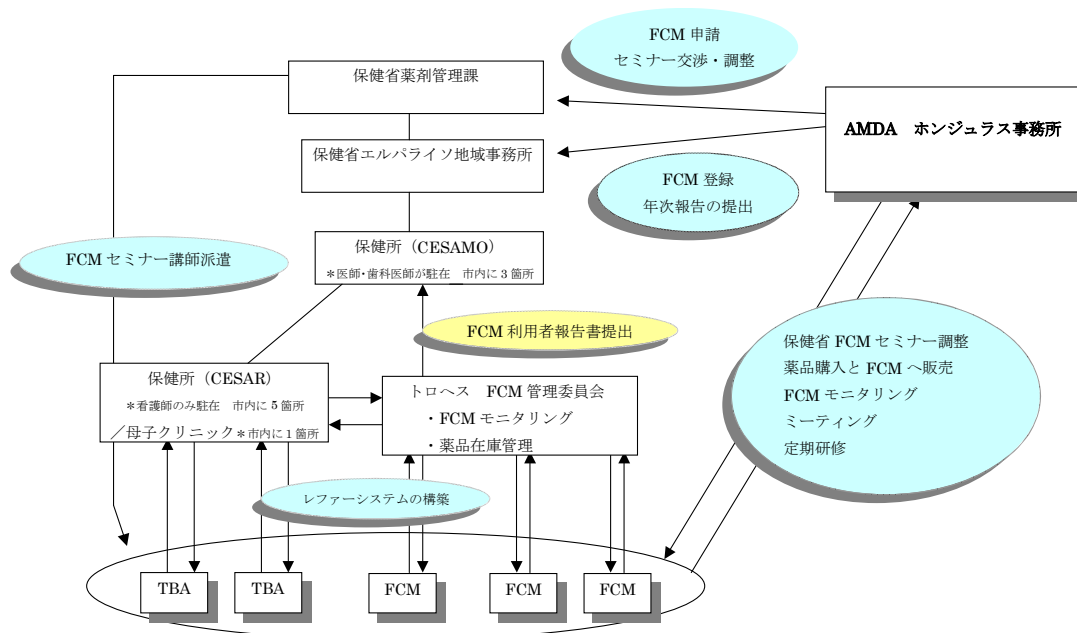 FCM 申請
セミナー交渉・調整
保健省薬剤管理課
AMDA　ホンジュラス事務所
保健省エルパライソ地域事務所
FCM 登録
年次報告の提出
保健所（CESAMO）
＊医師・歯科医師が駐在　市内に 3 箇所
FCM セミナー講師派遣
FCM 利用者報告書提出
保健省 FCM セミナー調整
薬品購入と FCM へ販売
FCM モニタリング
ミーティング
定期研修
保健所（CESAR）
＊看護師のみ駐在　市内に 5 箇所
／母子クリニック＊市内に 1 箇所
トロヘス　FCM 管理委員会
・FCM モニタリング
・薬品在庫管理
レファーシステムの構築
TBA
TBA
FCM
FCM
FCM